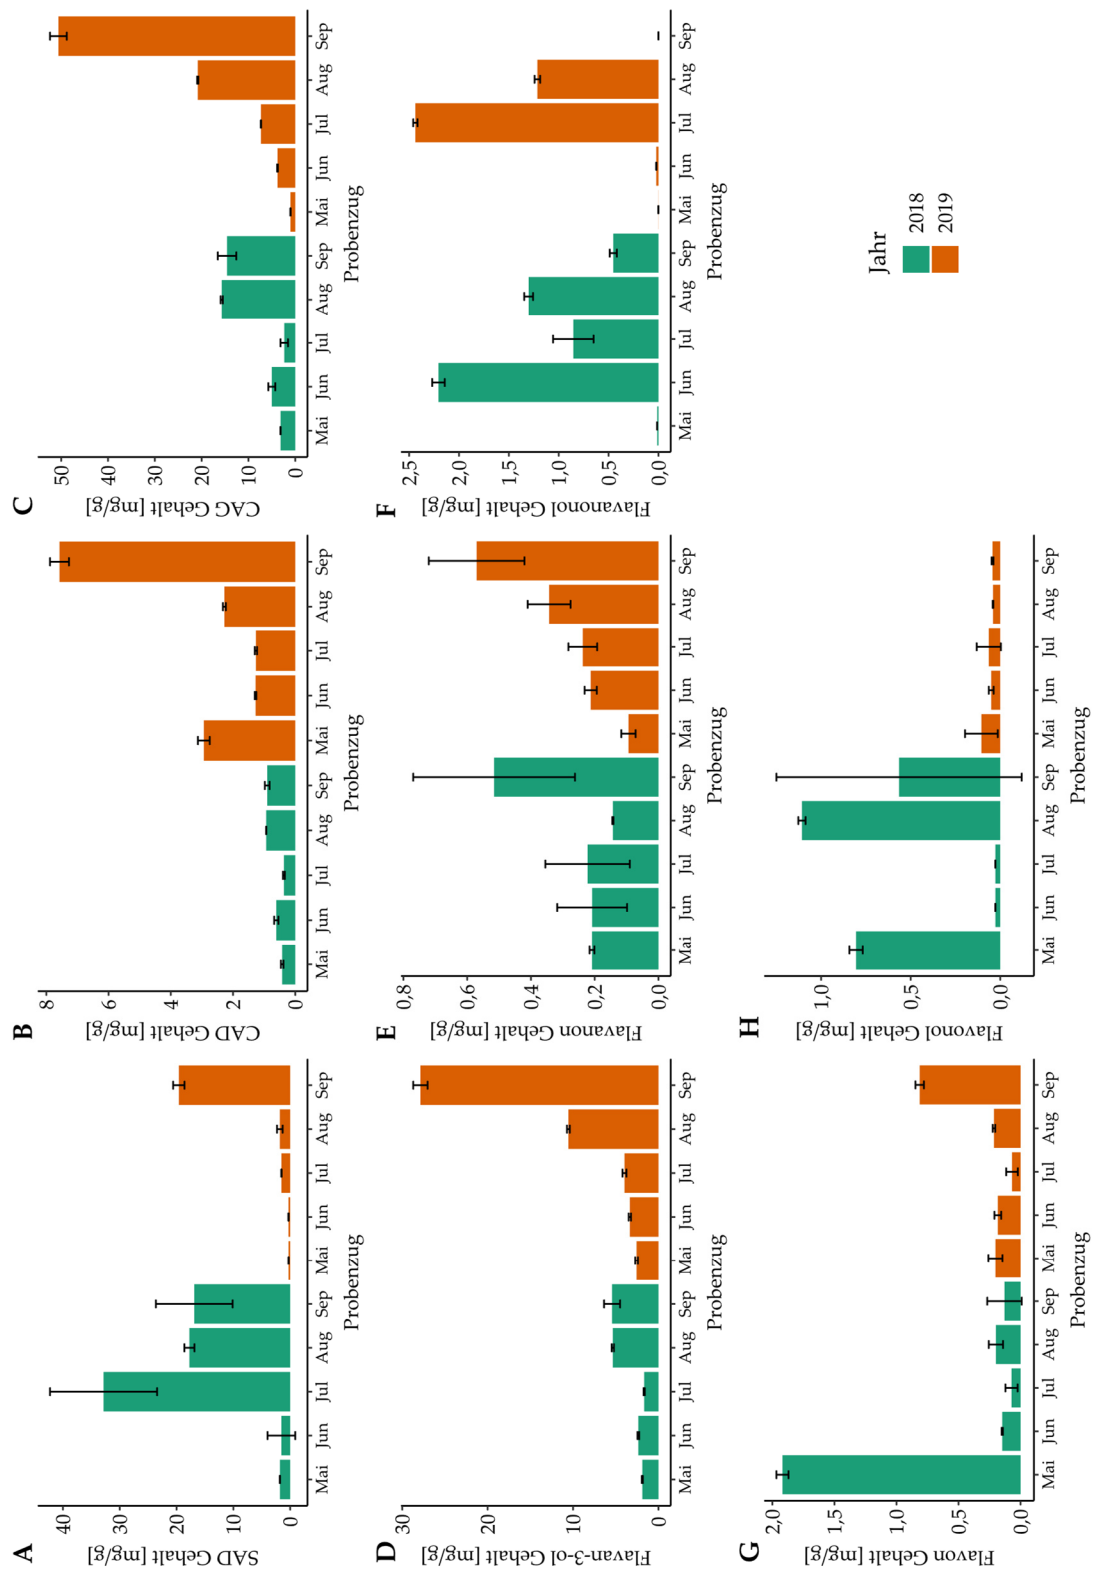 A
SAD Gehalt [mg/g]
40
30
20
10
0
Mai Jun Jul Aug Sep Mai Jun Jul Aug Sep
Probenzug
B
CAD Gehalt [mg/g]
8
6
4
2
0
Mai Jun Jul Aug Sep Mai Jun Jul Aug Sep
Probenzug
C
CAG Gehalt [mg/g]
50
40
30
20
10
0
Mai Jun Jul Aug Sep Mai Jun Jul Aug Sep
Probenzug
D
Flavan-3-ol Gehalt [mg/g]
30
20
10
0
Mai Jun Jul Aug Sep Mai Jun Jul Aug Sep
Probenzug
E
Flavanon Gehalt [mg/g]
0,8
0,6
0,4
0,2
0,0
Mai Jun Jul Aug Sep Mai Jun Jul Aug Sep
Probenzug
F
Flavanonol Gehalt [mg/g]
2,5
2,0
1,5
1,0
0,5
0,0
Mai Jun Jul Aug Sep Mai Jun Jul Aug Sep
Probenzug
G
Flavon Gehalt [mg/g]
2,0
1,5
1,0
0,5
0,0
Mai Jun Jul Aug Sep Mai Jun Jul Aug Sep
Probenzug
H
Flavonol Gehalt [mg/g]
1,0
0,5
0,0
Mai Jun Jul Aug Sep Mai Jun Jul Aug Sep
Probenzug
Jahr
2018
2019